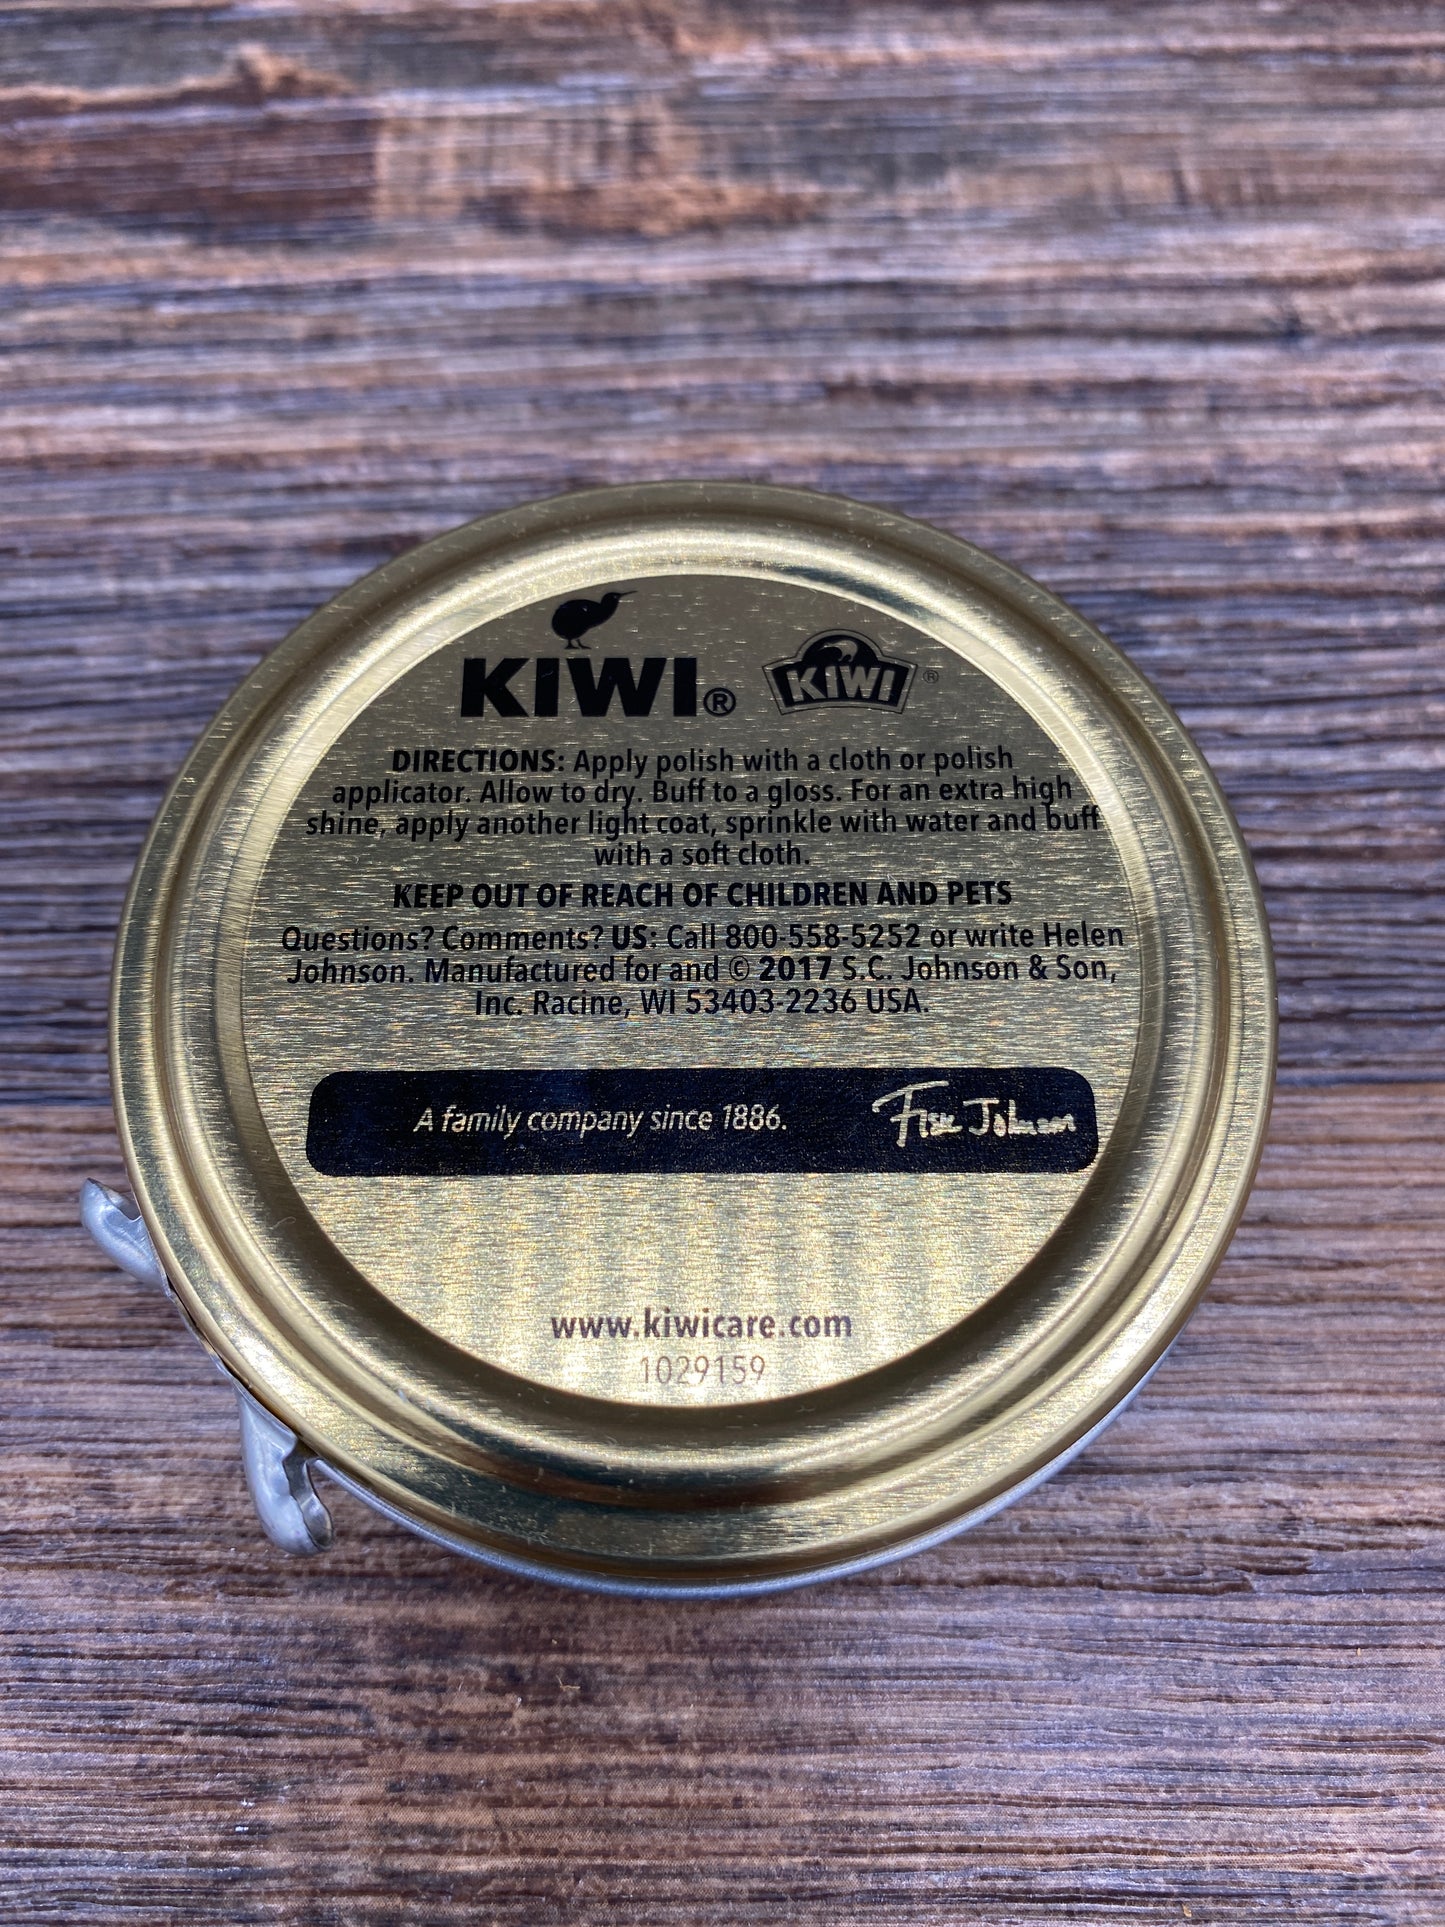 KIWI® KIWI®
DIRECTIONS: Apply polish with a cloth or polish
applicator. Allow to dry. Buff to a gloss. For an extra high
shine, apply another light coat, sprinkle with water and buff
with a soft cloth.
KEEP OUT OF REACH OF CHILDREN AND PETS
Questions? Comments? US: Call 800-558-5252 or write Helen
Johnson. Manufactured for and © 2017 S.C. Johnson & Son,
Inc. Racine, WI 53403-2236 USA.
A family company since 1886. Fisk Johnson
www.kiwicare.com
1029159